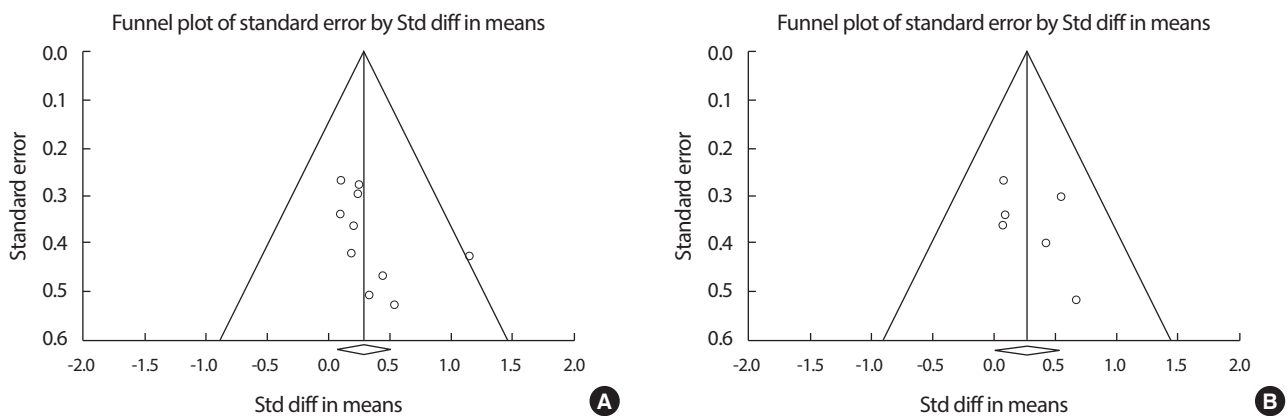 Funnel plot of standard error by Std diff in means
0.0
0.1
0.2
0.3
0.4
0.5
0.6
Standard error
-2.0 -1.5 -1.0 -0.5 0.0 0.5 1.0 1.5 2.0
Std diff in means
A
Funnel plot of standard error by Std diff in means
0.0
0.1
0.2
0.3
0.4
0.5
0.6
Standard error
-2.0 -1.5 -1.0 -0.5 0.0 0.5 1.0 1.5 2.0
Std diff in means
B